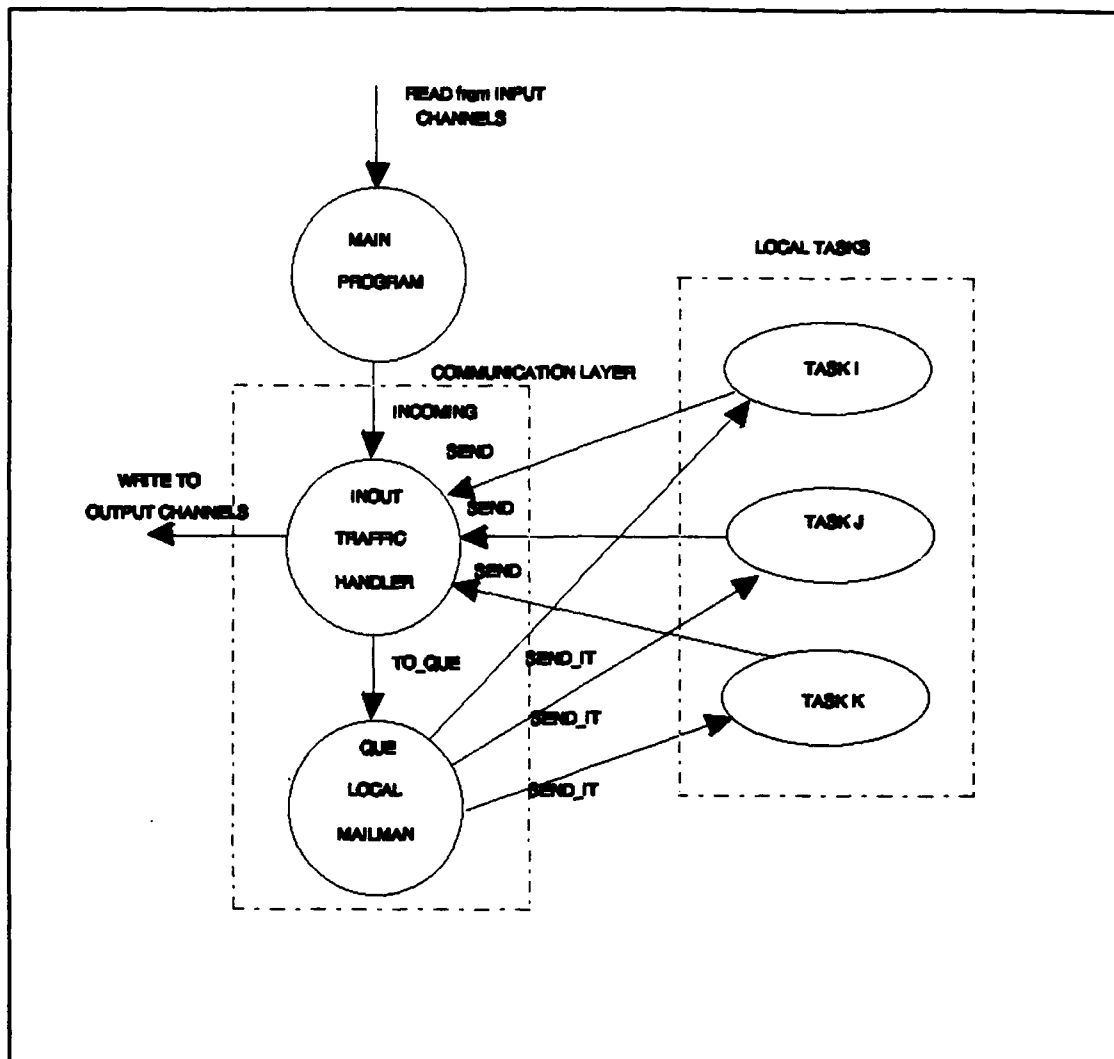 READ from INPUT
CHANNELS
MAIN
PROGRAM
LOCAL TASKS
COMMUNICATION LAYER
TASK I
INCOMING
SEND
WRITE TO
OUTPUT CHANNELS
INOUT
TRAFFIC
HANDLER
SEND
TASK J
SEND
TO_QUE
SEND_IT
TASK K
SEND_IT
QUE
LOCAL
MAILMAN
SEND_IT